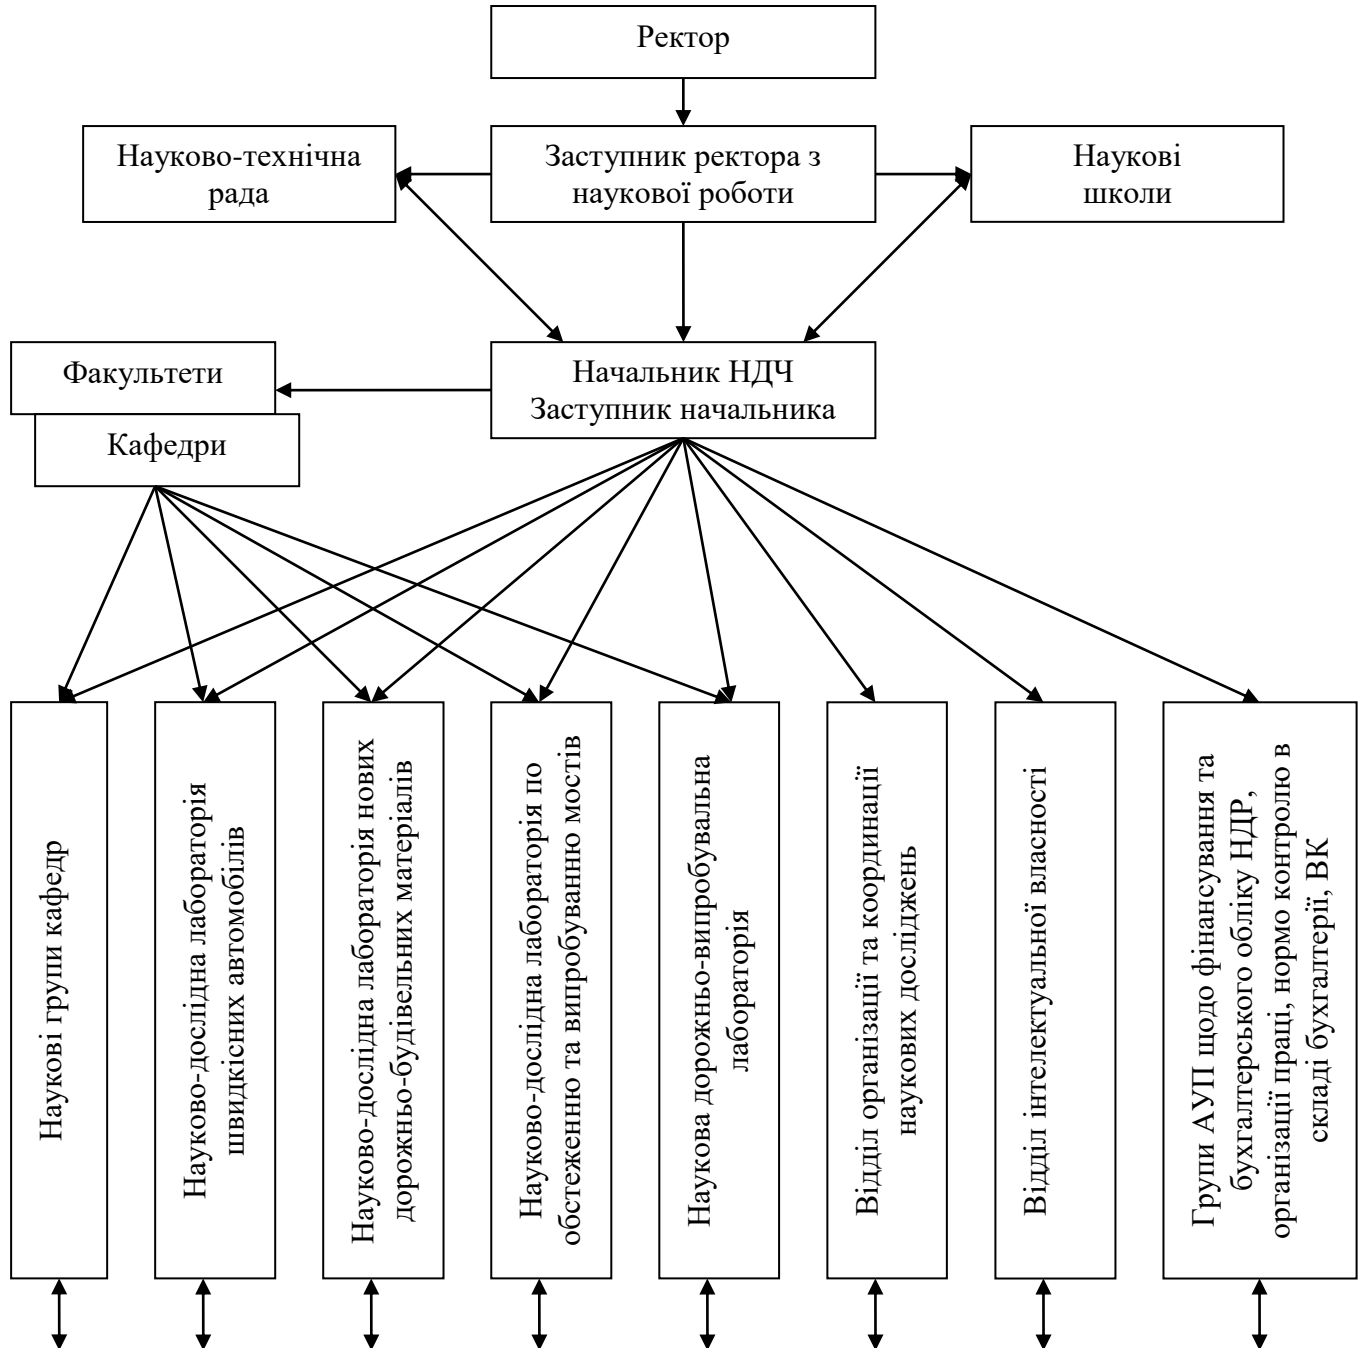 Ректор
Науково-технічна
рада
Заступник ректора з
наукової роботи
Наукові
школи
Факультети
Кафедри
Начальник НДЧ
Заступник начальника
Наукові групи кафедр
Науково-дослідна лабораторія
швидкісних автомобілів
Науково-дослідна лабораторія нових
дорожньо-будівельних матеріалів
Науково-дослідна лабораторія по
обстеженню та випробуванню мостів
Наукова дорожньо-випробувальна
лабораторія
Відділ організації та координації
наукових досліджень
Відділ інтелектуальної власності
Групи АУП щодо фінансування та
бухгалтерського обліку НДР,
організації праці, нормо контролю в
складі бухгалтерії, ВК